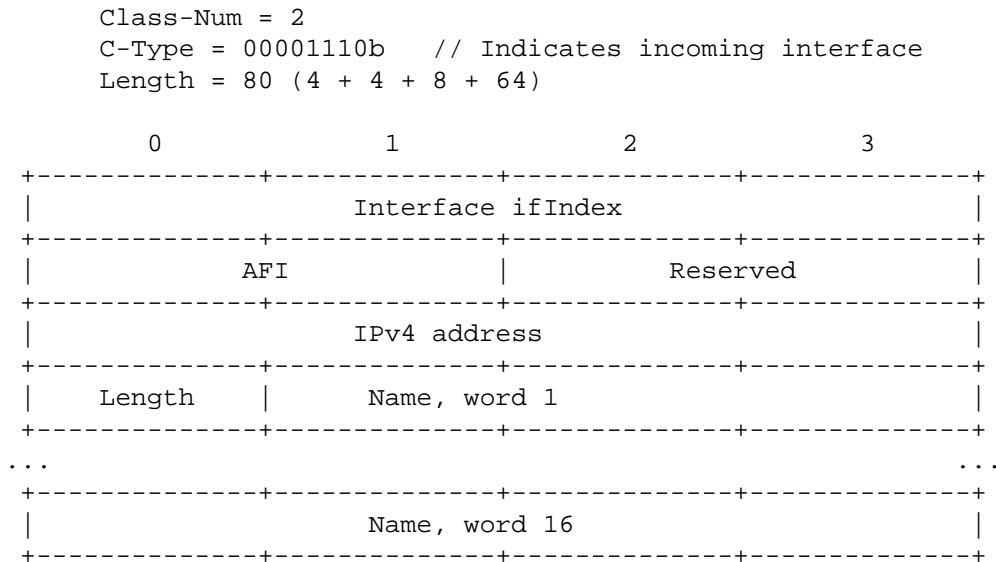 Class-Num = 2
C-Type = 00001110b   // Indicates incoming interface
Length = 80 (4 + 4 + 8 + 64)
0 1 2 3
+--------------+--------------+--------------+--------------+
| Interface ifIndex |
+--------------+--------------+--------------+--------------+
| AFI | Reserved |
+--------------+--------------+--------------+--------------+
| IPv4 address |
+--------------+--------------+--------------+--------------+
| Length | Name, word 1 |
+--------------+--------------+--------------+--------------+
... ...
+--------------+--------------+--------------+--------------+
| Name, word 16 |
+--------------+--------------+--------------+--------------+